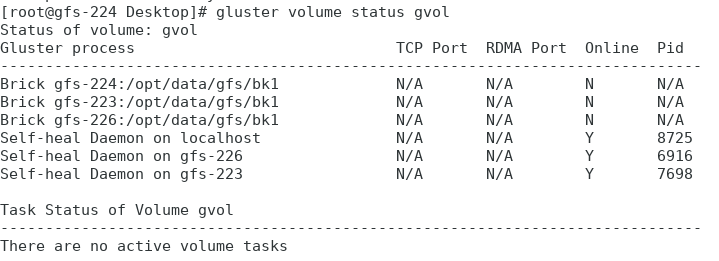 [root@gfs-224 Desktop]# gluster volume status gvol
Status of volume: gvol
Gluster process                             TCP Port  RDMA Port  Online  Pid
------------------------------------------------------------------------------
Brick gfs-224:/opt/data/gfs/bk1             N/A       N/A        N       N/A
Brick gfs-223:/opt/data/gfs/bk1             N/A       N/A        N       N/A
Brick gfs-226:/opt/data/gfs/bk1             N/A       N/A        N       N/A
Self-heal Daemon on localhost               N/A       N/A        Y       8725
Self-heal Daemon on gfs-226                 N/A       N/A        Y       6916
Self-heal Daemon on gfs-223                 N/A       N/A        Y       7698
Task Status of Volume gvol
------------------------------------------------------------------------------
There are no active volume tasks